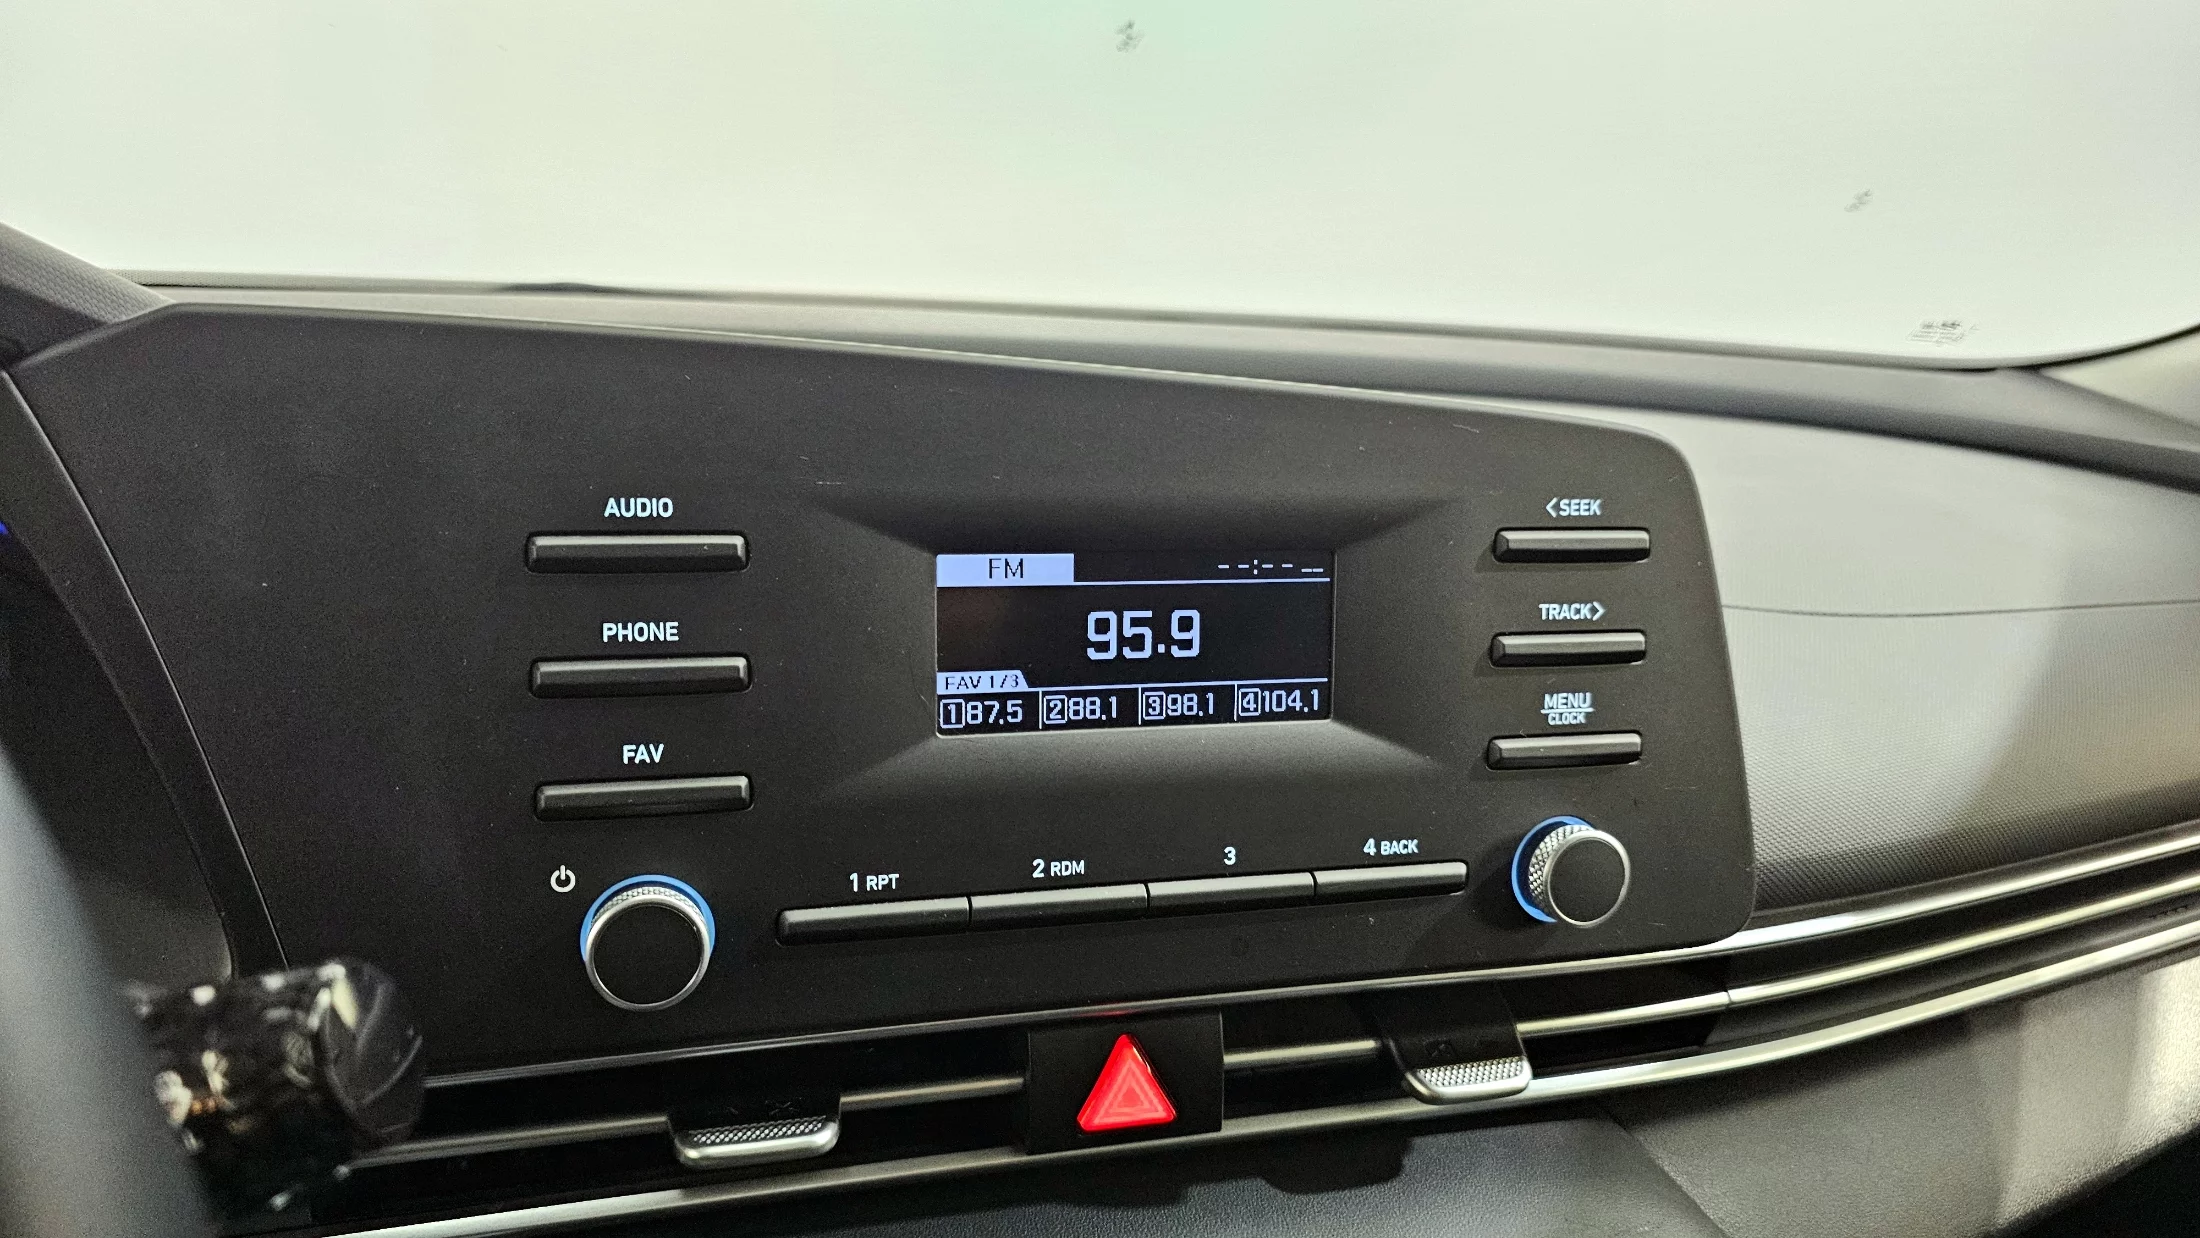 AUDIO
PHONE
FAV
FM --:-- __
95.9
FAV 1/3
1 87.5 2 88.1 3 98.1 4 104.1
<SEEK
TRACK>
MENU
CLOCK
1 RPT 2 RDM 3 4 BACK